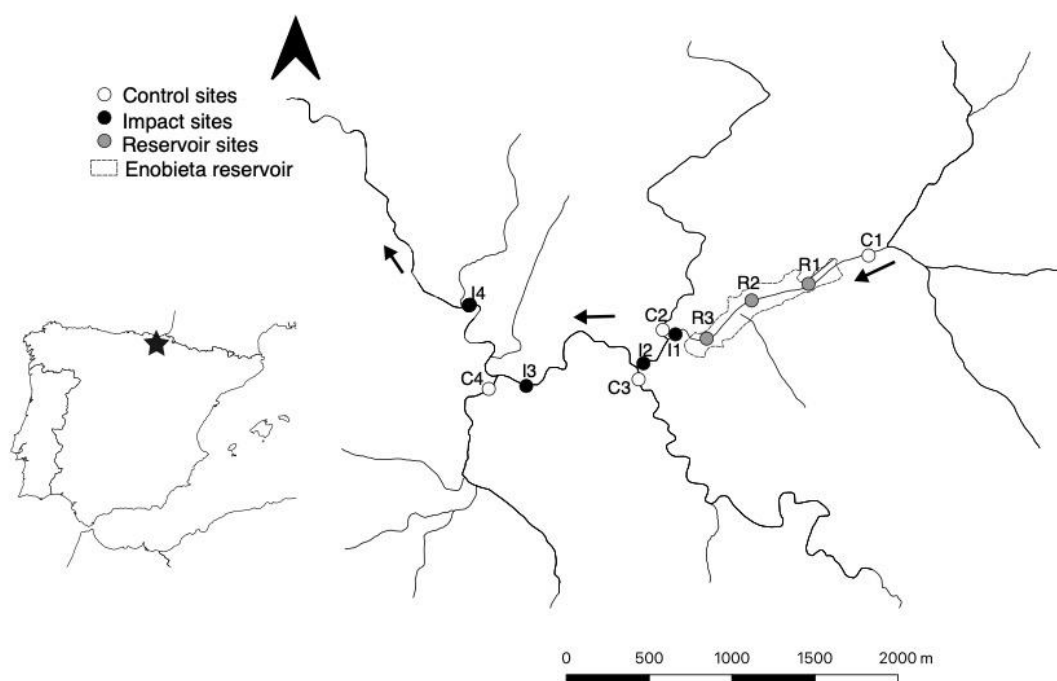 Control sites
Impact sites
Reservoir sites
Enobieta reservoir
C1
R1
R2
I4
C2
R3
I1
I2
C3
C4
I3
0 500 1000 1500 2000 m